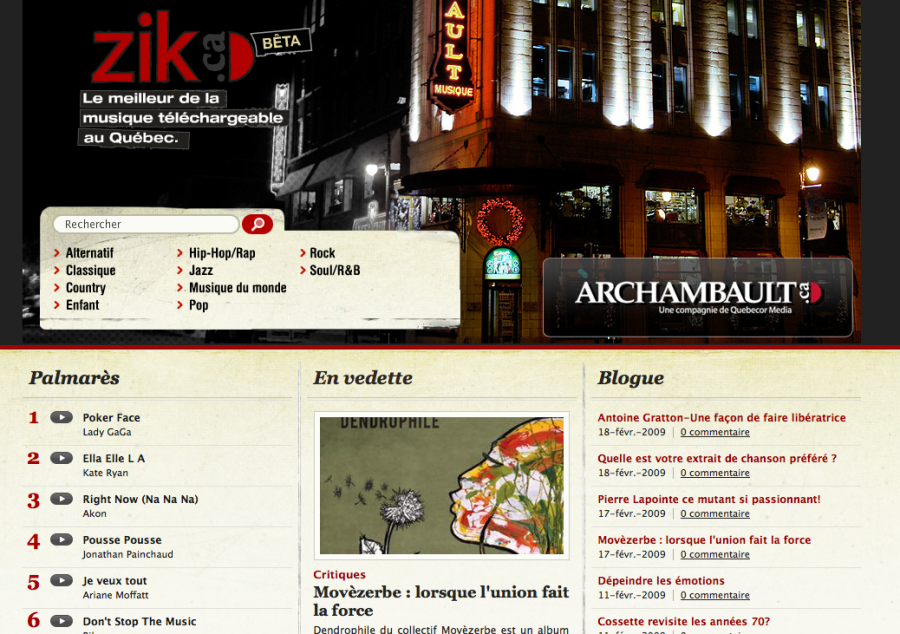 zik.ca
BÊTA
Le meilleur de la
musique téléchargeable
au Québec.
AULT
MUSIQUE
Rechercher
Alternatif
Classique
Country
Enfant
Hip-Hop/Rap
Jazz
Musique du monde
Pop
Rock
Soul/R&B
ARCHAMBAULT.ca
Une compagnie de Quebecor Media
Palmarès
1 Poker Face
Lady GaGa
2 Ella Elle L A
Kate Ryan
3 Right Now (Na Na Na)
Akon
4 Pousse Pousse
Jonathan Painchaud
5 Je veux tout
Ariane Moffatt
6 Don't Stop The Music
En vedette
DENDROPHILE
Critiques
Movèzerbe : lorsque l'union fait
la force
Dendrophile du collectif Movèzerbe est un album
Blogue
Antoine Gratton-Une façon de faire libératrice
18-févr.-2009 | 0 commentaire
Quelle est votre extrait de chanson préféré ?
18-févr.-2009 | 0 commentaire
Pierre Lapointe ce mutant si passionnant!
17-févr.-2009 | 0 commentaire
Movèzerbe : lorsque l'union fait la force
17-févr.-2009 | 0 commentaire
Dépeindre les émotions
11-févr.-2009 | 0 commentaire
Cossette revisite les années 70?
11-févr.-2009 | 0 commentaire